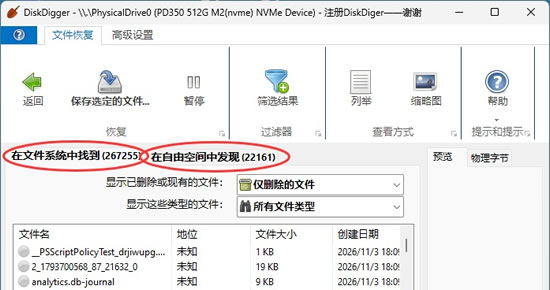 DiskDigger - \\.\PhysicalDrive0 (PD350 512G M2(nvme) NVMe Device) - 注册DiskDiger——谢谢
文件恢复 高级设置
返回 保存选定的文件... 暂停 筛选结果 列举 缩略图 帮助
恢复 过滤器 查看方式 提示和提示
在文件系统中找到 (267255) 在自由空间中发现 (22161) 预览 物理字节
显示已删除或现有的文件: 仅删除的文件
显示这些类型的文件: 所有文件类型
文件名 地位 文件大小 创建日期
__PSScriptPolicyTest_drjiwupg.... 未知 1 KB 2026/11/3 18:09
2_1793700568_87_21632_0 未知 19 KB 2026/11/3 18:09
analytics.db-journal 未知 9 KB 2026/11/3 18:09